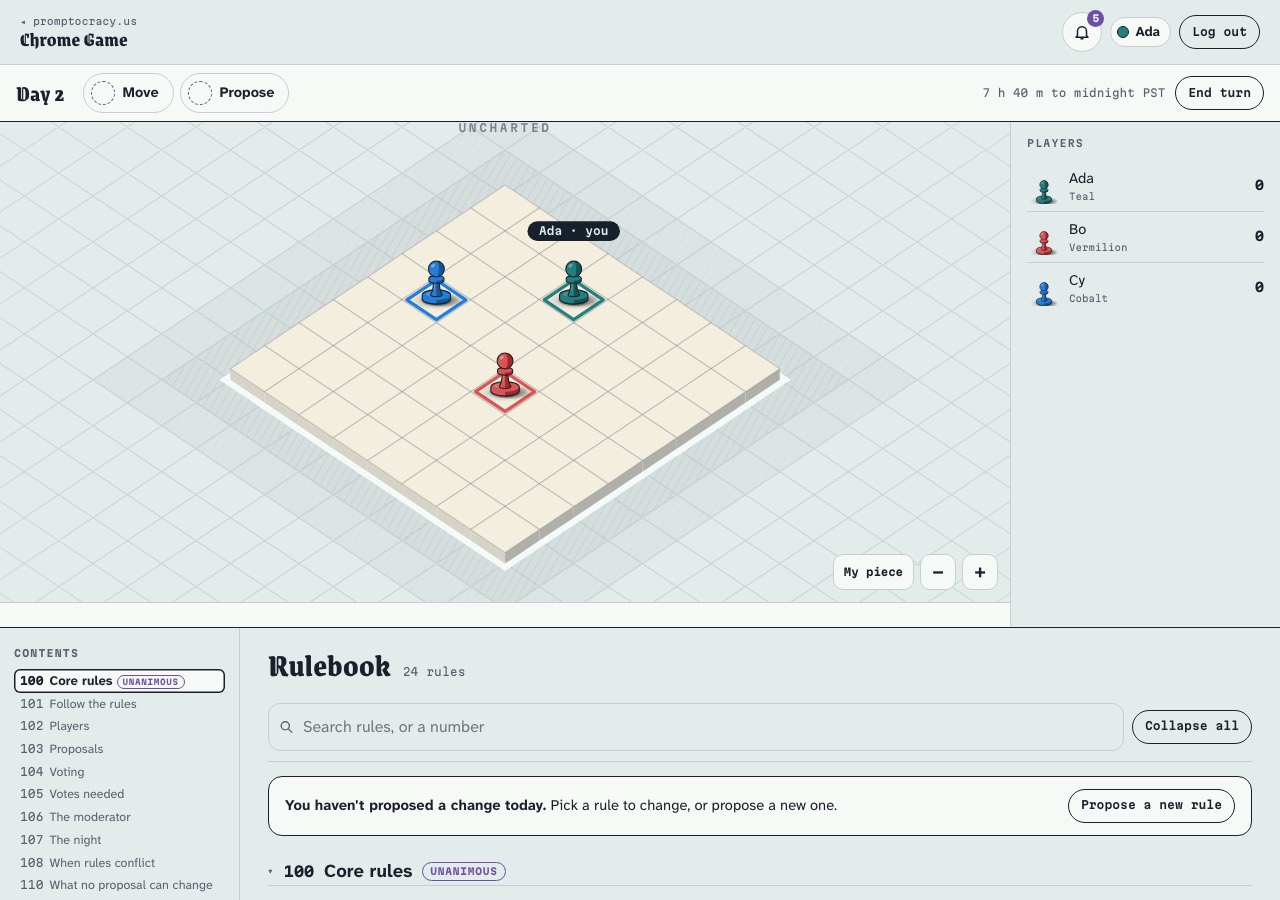 ◂ promptocracy.us
Chrome Game
5
Ada
Log out
Day 2
Move
Propose
7 h 40 m to midnight PST
End turn
UNCHARTED
Ada · you
My piece
−
+
PLAYERS
Ada
Teal
0
Bo
Vermilion
0
Cy
Cobalt
0
CONTENTS
100 Core rules UNANIMOUS
101 Follow the rules
102 Players
103 Proposals
104 Voting
105 Votes needed
106 The moderator
107 The night
108 When rules conflict
110 What no proposal can change
Rulebook 24 rules
Search rules, or a number
Collapse all
You haven't proposed a change today. Pick a rule to change, or propose a new one.
Propose a new rule
▾ 100 Core rules UNANIMOUS